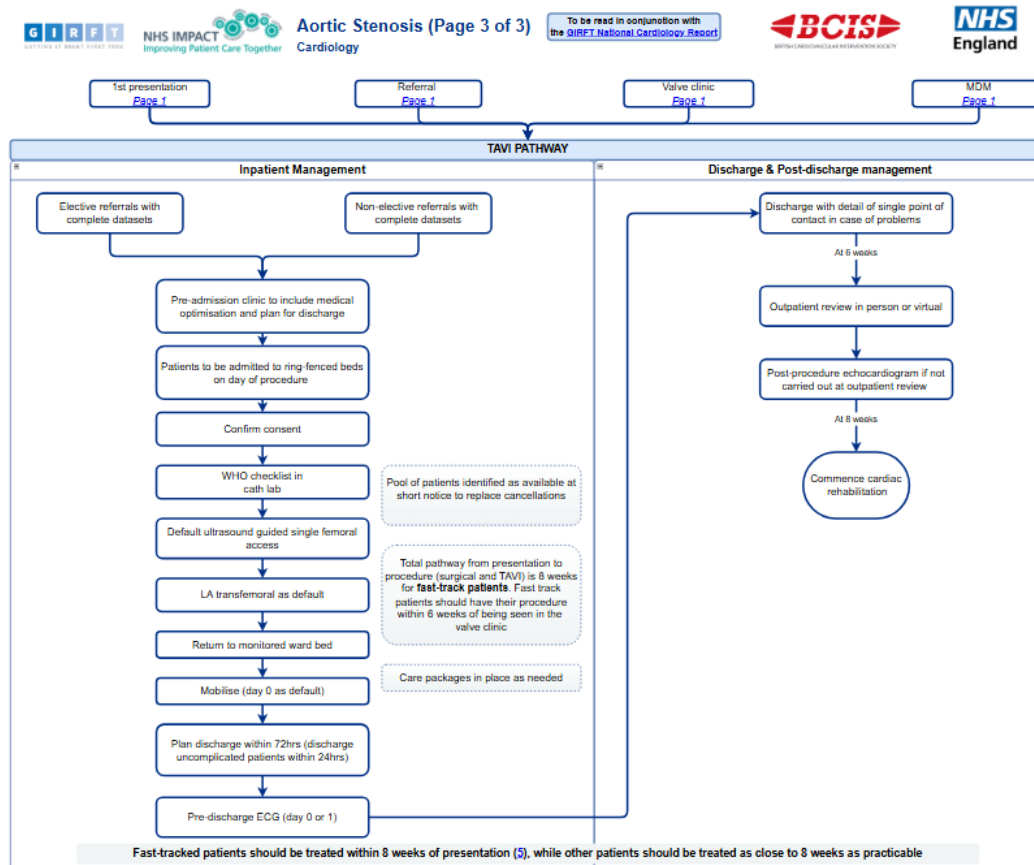 GIRFT
GETTING IT RIGHT FIRST TIME
NHS IMPACT
Improving Patient Care Together
Aortic Stenosis (Page 3 of 3)
Cardiology
To be read in conjuntion with
the GIRFT National Cardiology Report
BCIS
BRITISH CARDIOVASCULAR INTERVENTION SOCIETY
NHS
England
1st presentation
Page 1
Referral
Page 1
Valve clinic
Page 1
MDM
Page 1
TAVI PATHWAY
Inpatient Management
Elective referrals with
complete datasets
Non-elective referrals with
complete datasets
Pre-admission clinic to include medical
optimisation and plan for discharge
Patients to be admitted to ring-fenced beds
on day of procedure
Confirm consent
WHO checklist in
cath lab
Default ultrasound guided single femoral
access
LA transfemoral as default
Return to monitored ward bed
Mobilise (day 0 as default)
Plan discharge within 72hrs (discharge
uncomplicated patients within 24hrs)
Pre-discharge ECG (day 0 or 1)
Pool of patients identified as available at
short notice to replace cancellations
Total pathway from presentation to
procedure (surgical and TAVI) is 8 weeks
for fast-track patients. Fast track
patients should have their procedure
within 6 weeks of being seen in the
valve clinic
Care packages in place as needed
Discharge & Post-discharge management
Discharge with detail of single point of
contact in case of problems
At 6 weeks
Outpatient review in person or virtual
Post-procedure echocardiogram if not
carried out at outpatient review
At 8 weeks
Commence cardiac
rehabilitation
Fast-tracked patients should be treated within 8 weeks of presentation (5), while other patients should be treated as close to 8 weeks as practicable